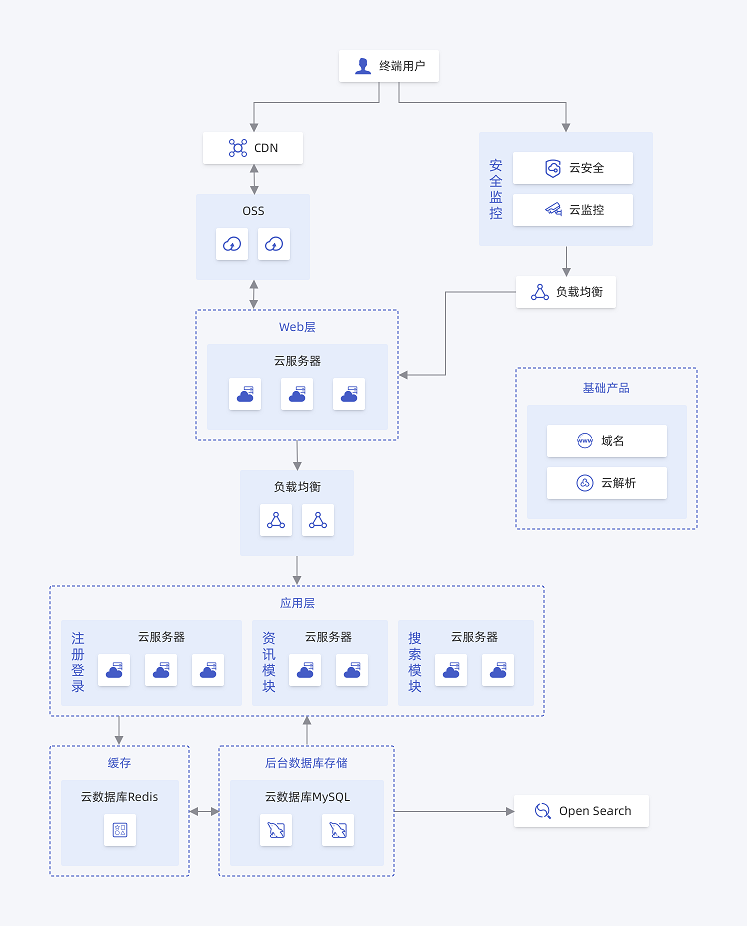 终端用户
CDN
安全监控
云安全
云监控
OSS
负载均衡
Web层
云服务器
基础产品
www
域名
云解析
负载均衡
应用层
注册登录
云服务器
资讯模块
云服务器
搜索模块
云服务器
缓存
云数据库Redis
后台数据库存储
云数据库MySQL
Open Search